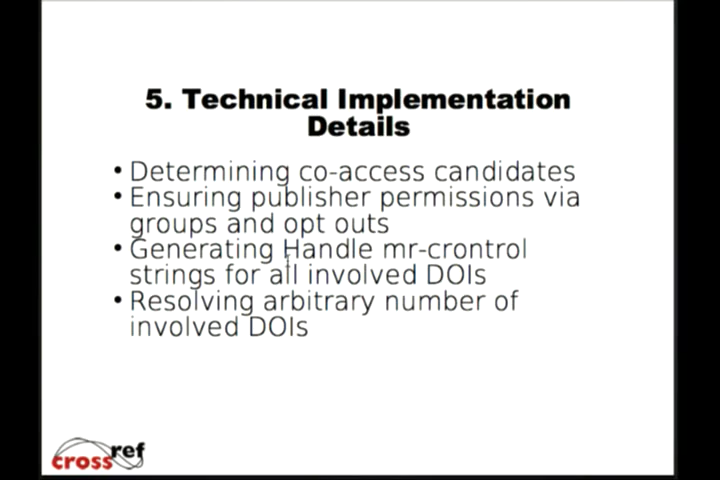 5. Technical Implementation
Details
• Determining co-access candidates
• Ensuring publisher permissions via
groups and opt outs
• Generating Handle mr-crontrol
strings for all involved DOIs
• Resolving arbitrary number of
involved DOIs
crossref